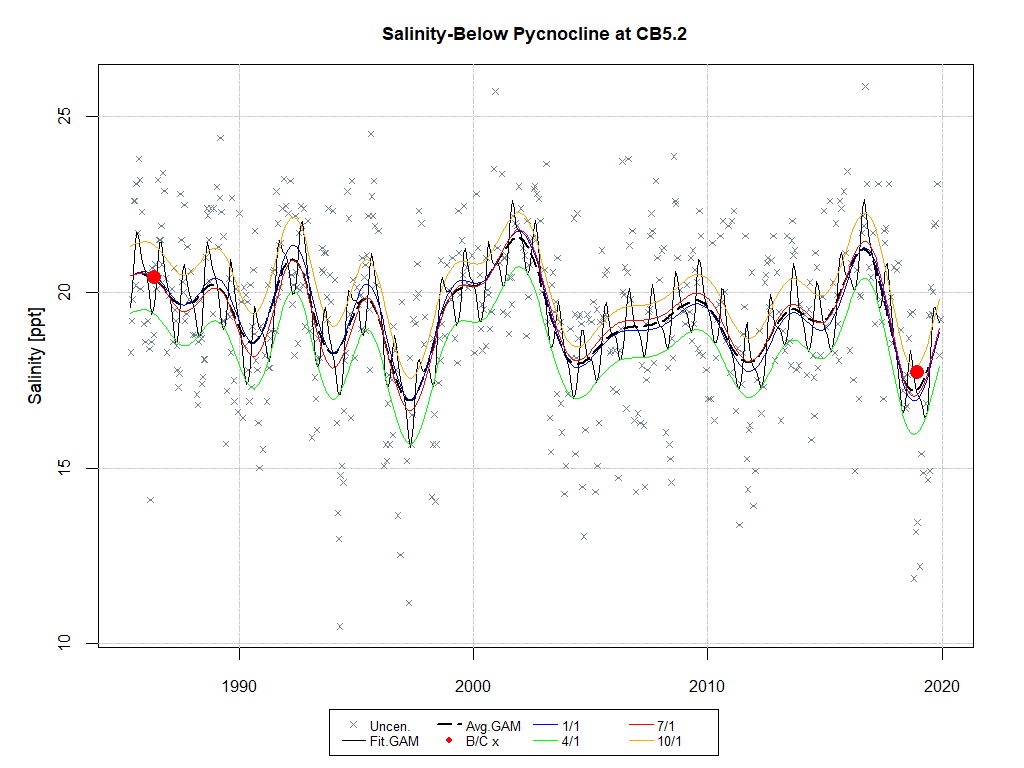 Salinity-Below Pycnocline at CB5.2
Salinity [ppt]
25
20
15
10
1990 2000 2010 2020
Uncen. Avg.GAM 1/1 7/1
Fit.GAM B/C x 4/1 10/1